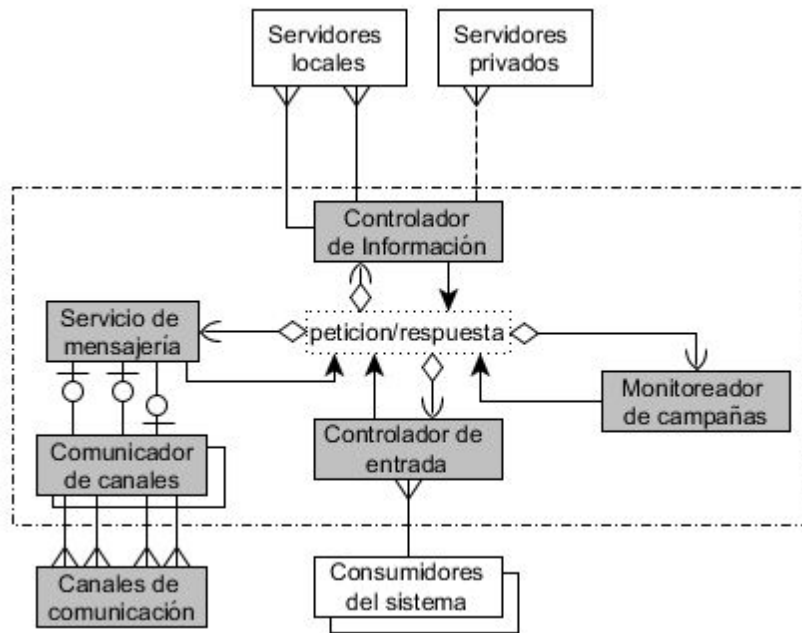 Servidores
locales
Servidores
privados
Controlador
de Información
Servicio de
mensajería
peticion/respuesta
Monitoreador
de campañas
Controlador de
entrada
Comunicador
de canales
Canales de
comunicación
Consumidores
del sistema